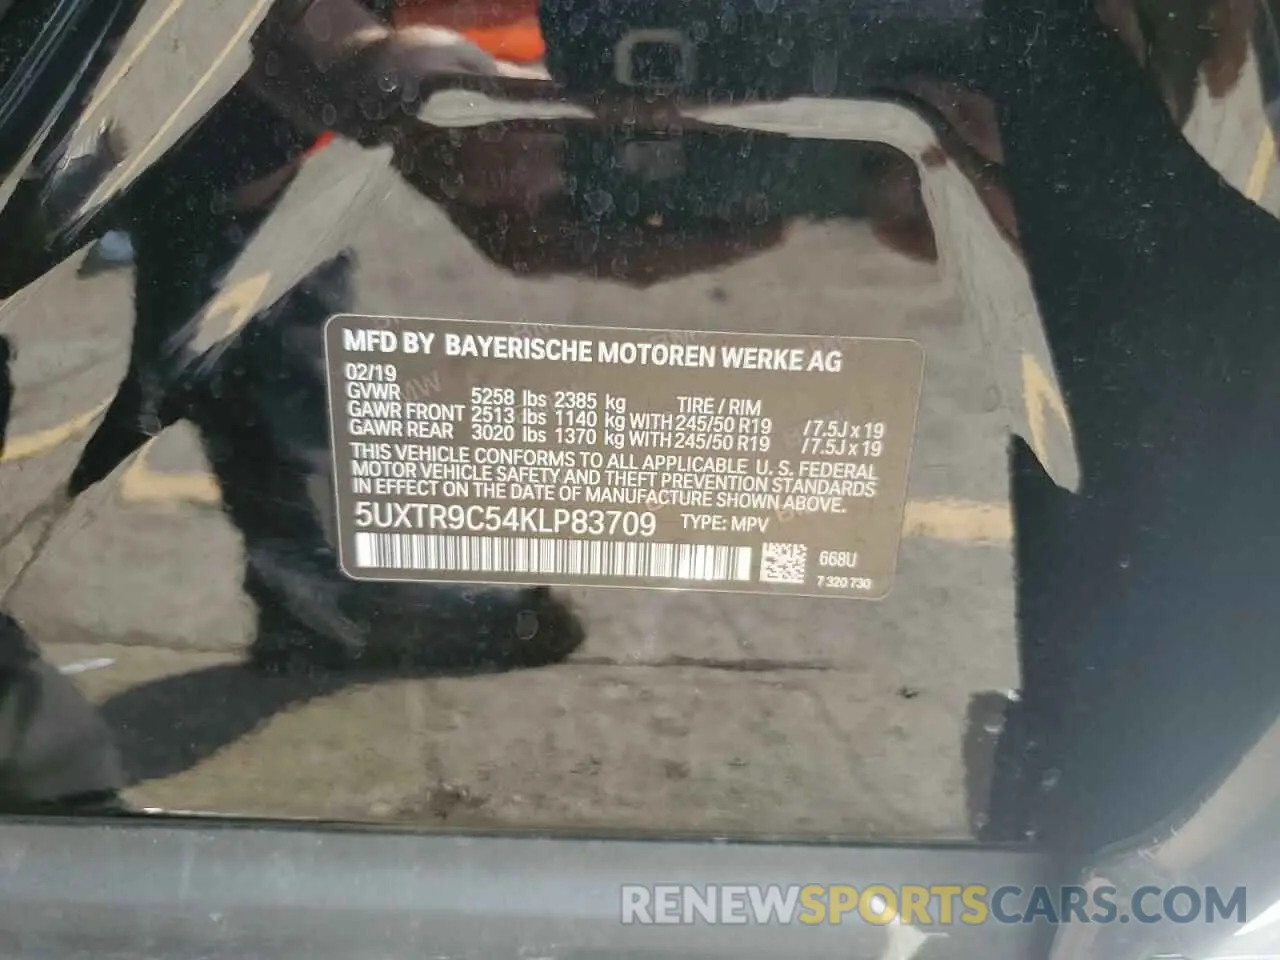 MFD BY BAYERISCHE MOTOREN WERKE AG
02/19
GVWR 5258 lbs 2385 kg TIRE / RIM
GAWR FRONT 2513 lbs 1140 kg WITH 245/50 R19 / 7.5J x 19
GAWR REAR 3020 lbs 1370 kg WITH 245/50 R19 / 7.5J x 19
THIS VEHICLE CONFORMS TO ALL APPLICABLE U. S. FEDERAL
MOTOR VEHICLE SAFETY AND THEFT PREVENTION STANDARDS
IN EFFECT ON THE DATE OF MANUFACTURE SHOWN ABOVE.
5UXTR9C54KLP83709 TYPE: MPV
668U
7 320 730
RENEWSPORTSCARS.COM